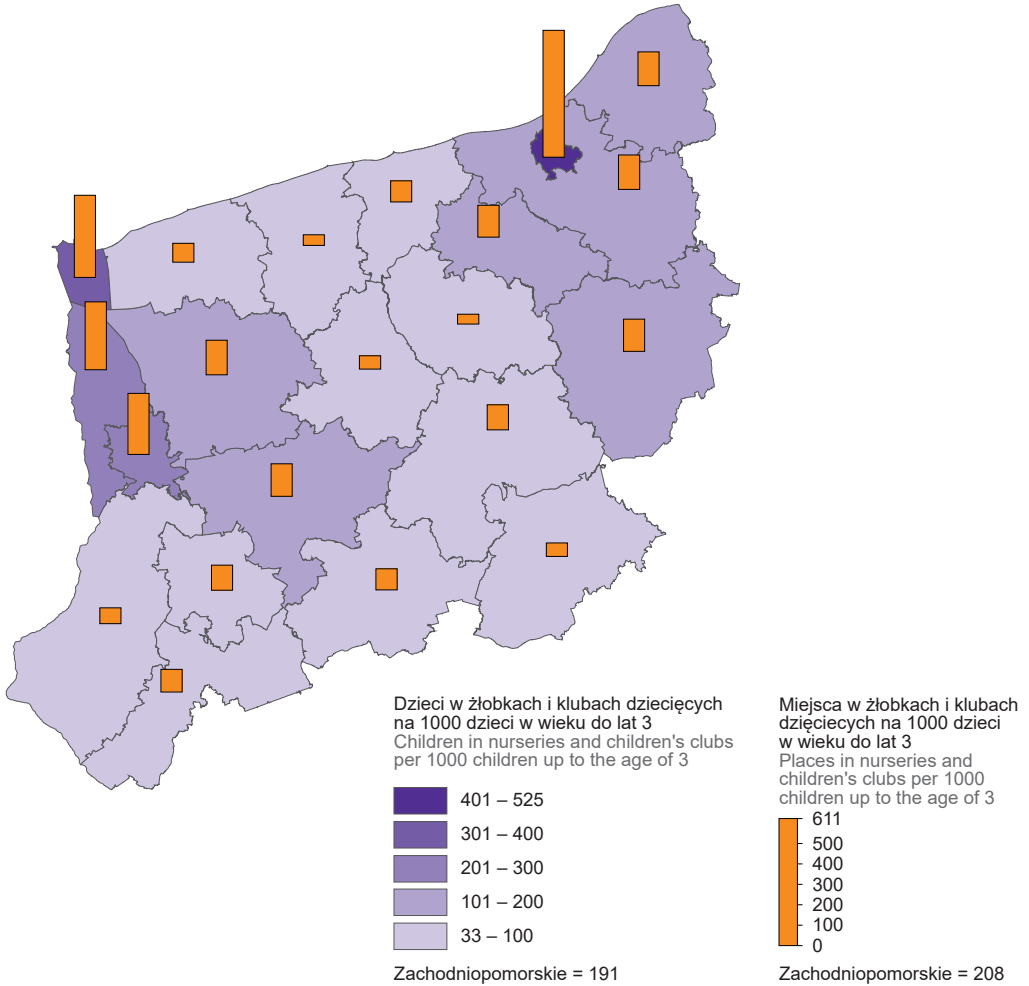 Dzieci w żłobkach i klubach dziecięcych
na 1000 dzieci w wieku do lat 3
Children in nurseries and children's clubs
per 1000 children up to the age of 3
401 – 525
301 – 400
201 – 300
101 – 200
33 – 100
Zachodniopomorskie = 191
Miejsca w żłobkach i klubach
dzięciecych na 1000 dzieci
w wieku do lat 3
Places in nurseries and
children's clubs per 1000
children up to the age of 3
611
500
400
300
200
100
0
Zachodniopomorskie = 208